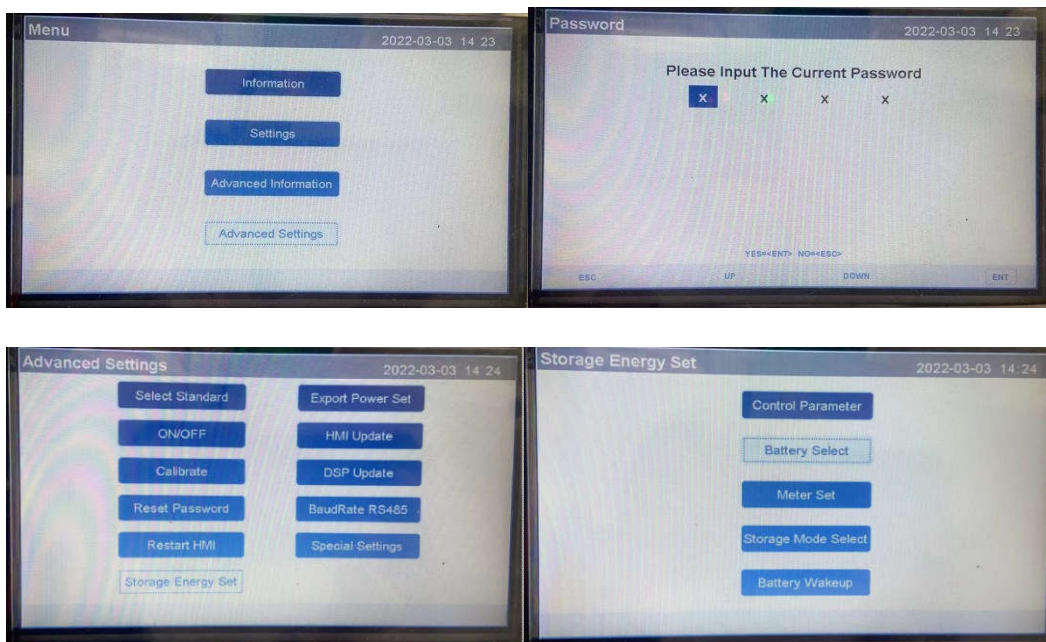 Menu
2022-03-03 14 23
Information
Settings
Advanced Information
Advanced Settings
Password
2022-03-03 14 23
Please Input The Current Password
X X X X
YES=<ENT> NO=<ESC>
ESC UP DOWN ENT
Advanced Settings
2022-03-03 14 24
Select Standard Export Power Set
ON/OFF HMI Update
Calibrate DSP Update
Reset Password BaudRate RS485
Restart HMI Special Settings
Storage Energy Set
Storage Energy Set
2022-03-03 14:24
Control Parameter
Battery Select
Meter Set
Storage Mode Select
Battery Wakeup